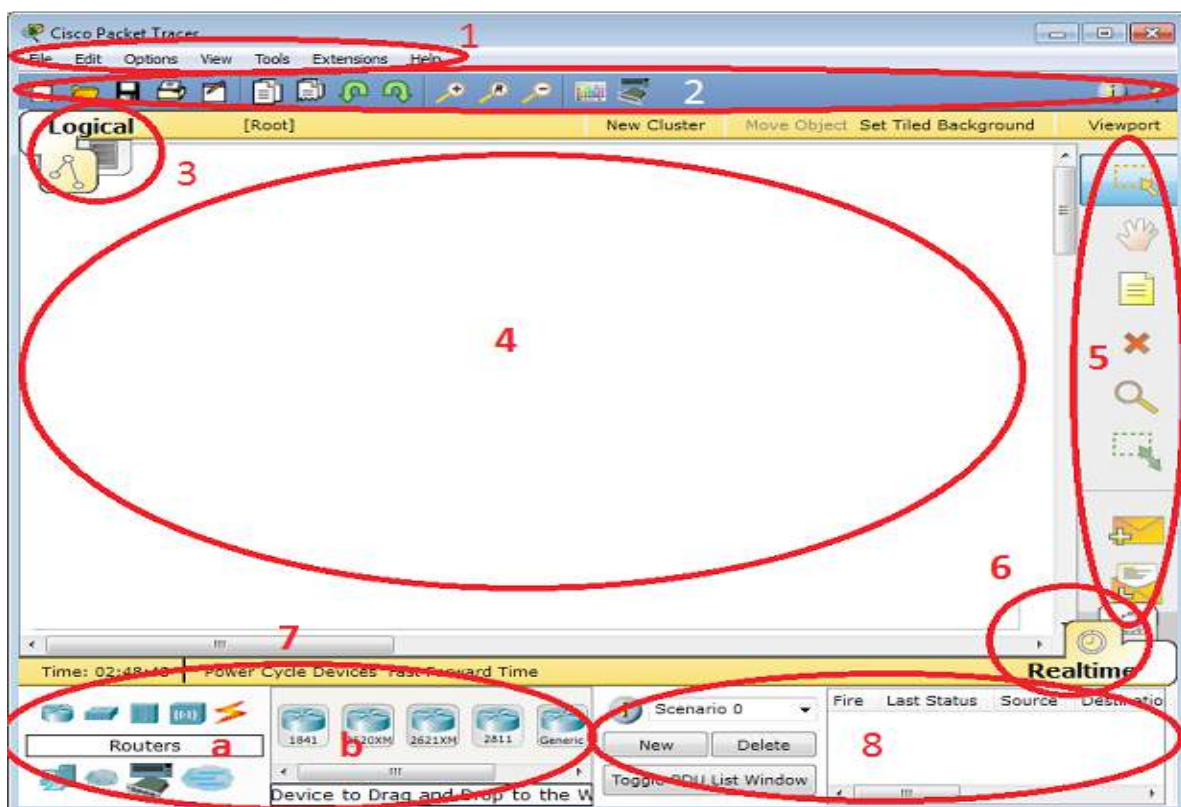 Cisco Packet Tracer
1
File Edit Options View Tools Extensions Help
2
Logical [Root] New Cluster Move Object Set Tiled Background Viewport
3
4
5
6
7
Time: 02:48:48 Power Cycle Devices Fast Forward Time Realtime
Scenario 0 Fire Last Status Source Destinatio
1841 2620XM 2621XM 2811 Generic
Routers a b New Delete 8
Toggle PDU List Window
Device to Drag and Drop to the W